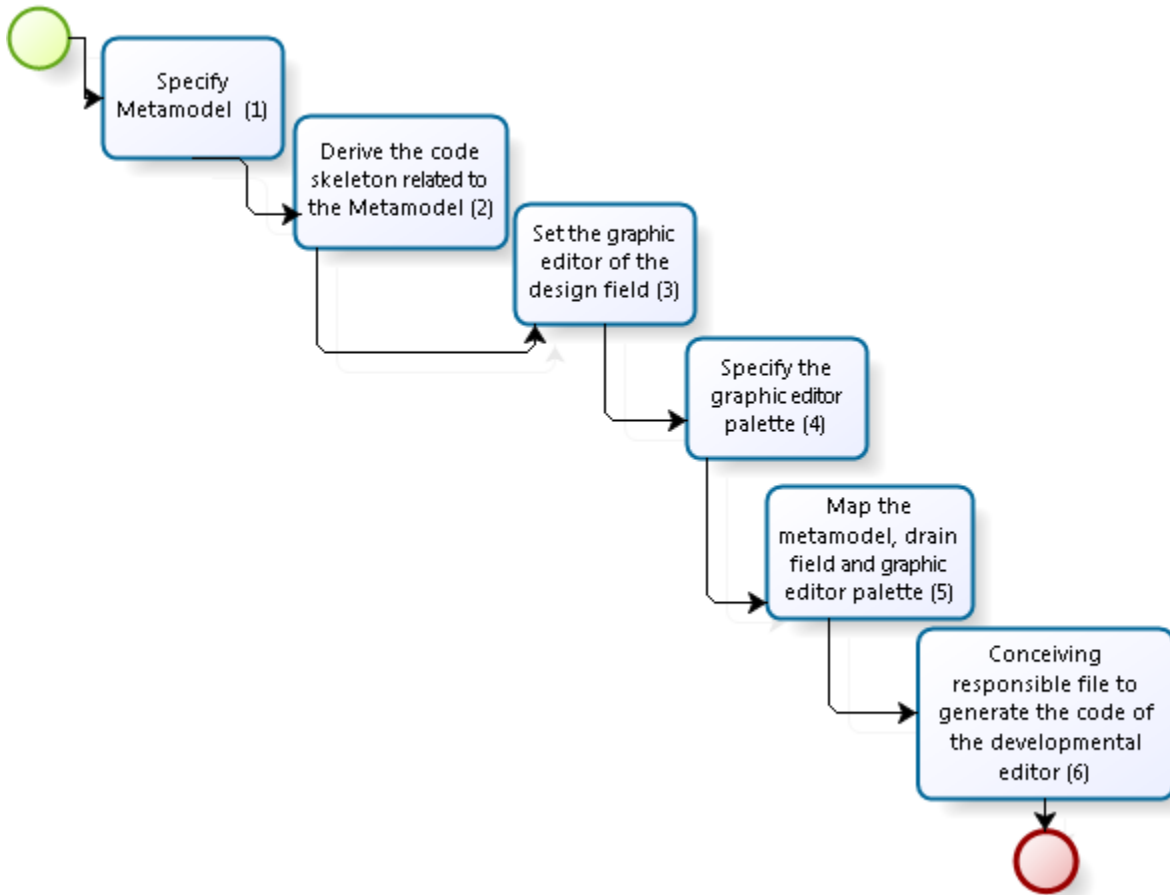 Specify
Metamodel (1)
Derive the code
skeleton related to
the Metamodel (2)
Set the graphic
editor of the
design field (3)
Specify the
graphic editor
palette (4)
Map the
metamodel, drain
field and graphic
editor palette (5)
Conceiving
responsible file to
generate the code of
the developmental
editor (6)